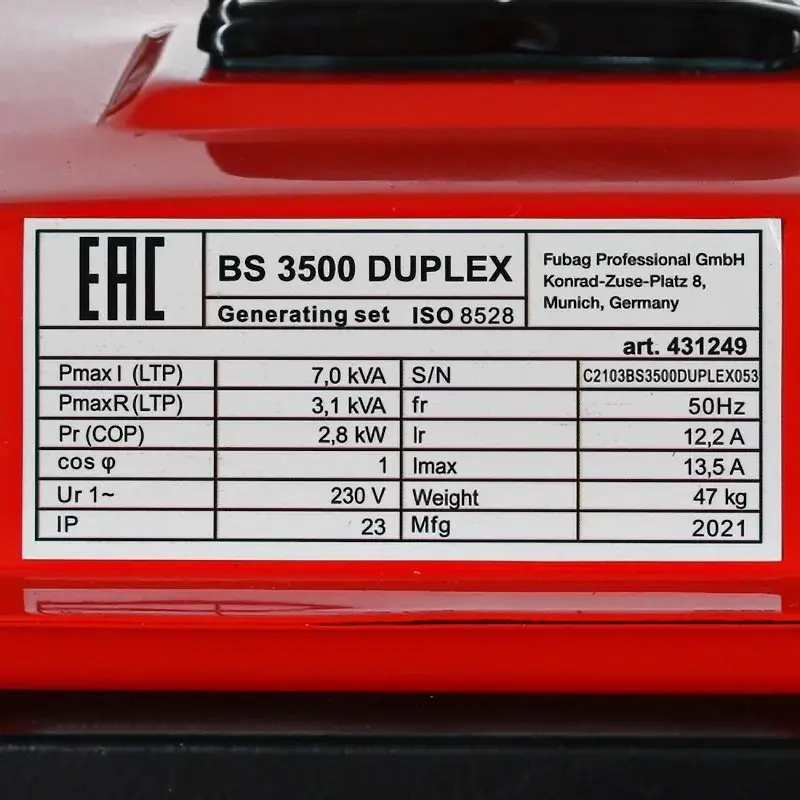 EAC
BS 3500 DUPLEX
Generating set ISO 8528
Fubag Professional GmbH
Konrad-Zuse-Platz 8,
Munich, Germany
art. 431249
Pmax I (LTP) 7,0 kVA S/N C2103BS3500DUPLEX053
PmaxR (LTP) 3,1 kVA fr 50Hz
Pr (COP) 2,8 kW Ir 12,2 A
cos φ 1 Imax 13,5 A
Ur 1~ 230 V Weight 47 kg
IP 23 Mfg 2021